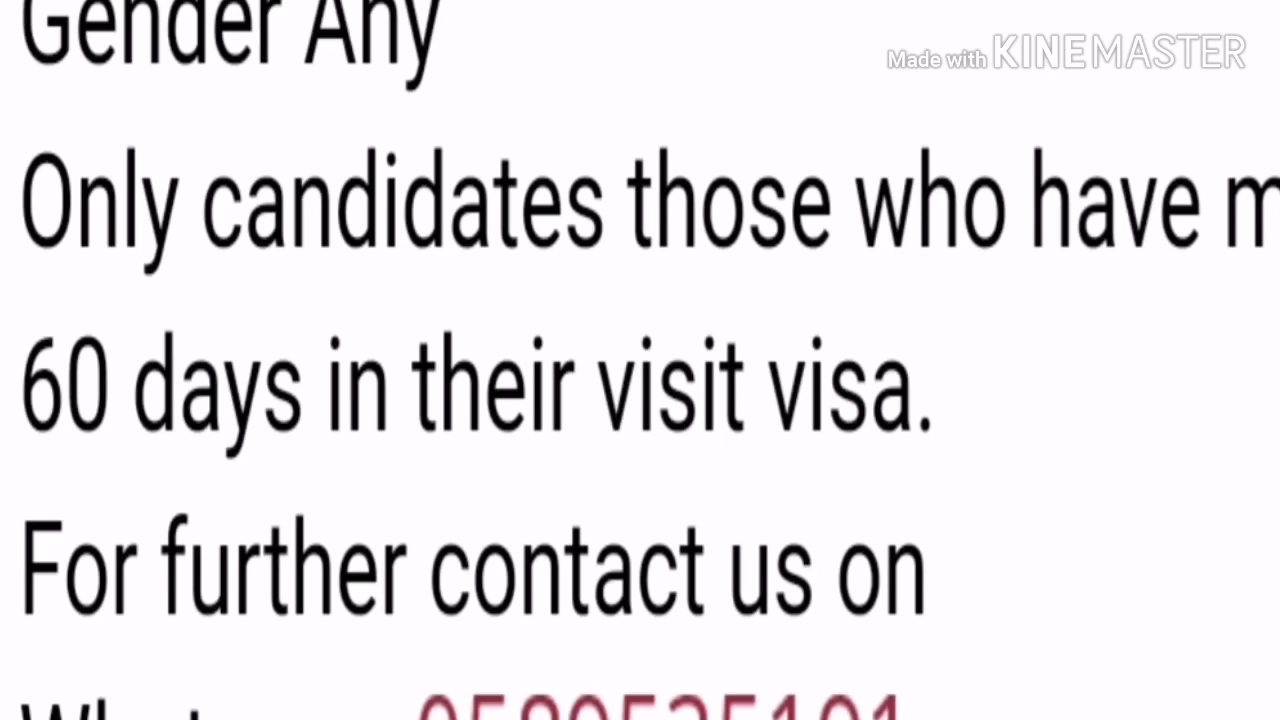 Gender Any
Made with KINEMASTER
Only candidates those who have
60 days in their visit visa.
For further contact us on